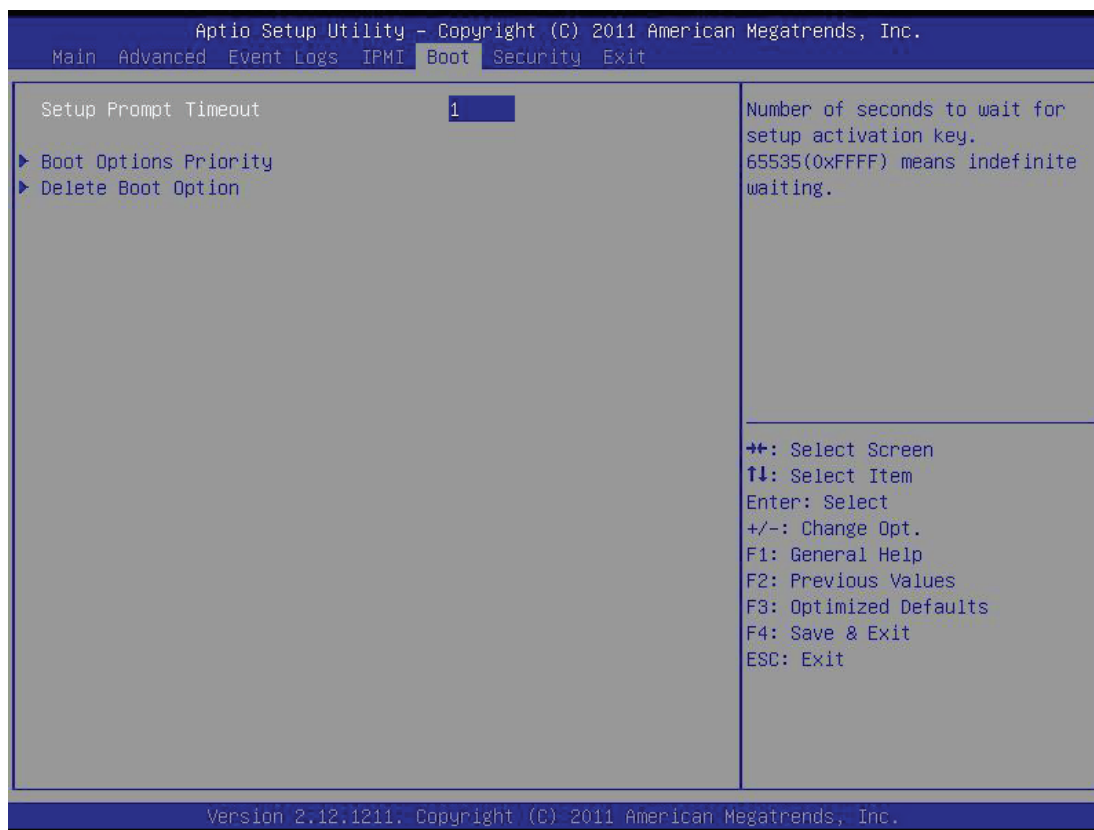 Aptio Setup Utility – Copyright (C) 2011 American Megatrends, Inc.
Main Advanced Event Logs IPMI Boot Security Exit
Setup Prompt Timeout 1
▶ Boot Options Priority
▶ Delete Boot Option
Number of seconds to wait for
setup activation key.
65535(0xFFFF) means indefinite
waiting.
→←: Select Screen
↑↓: Select Item
Enter: Select
+/-: Change Opt.
F1: General Help
F2: Previous Values
F3: Optimized Defaults
F4: Save & Exit
ESC: Exit
Version 2.12.1211. Copyright (C) 2011 American Megatrends, Inc.